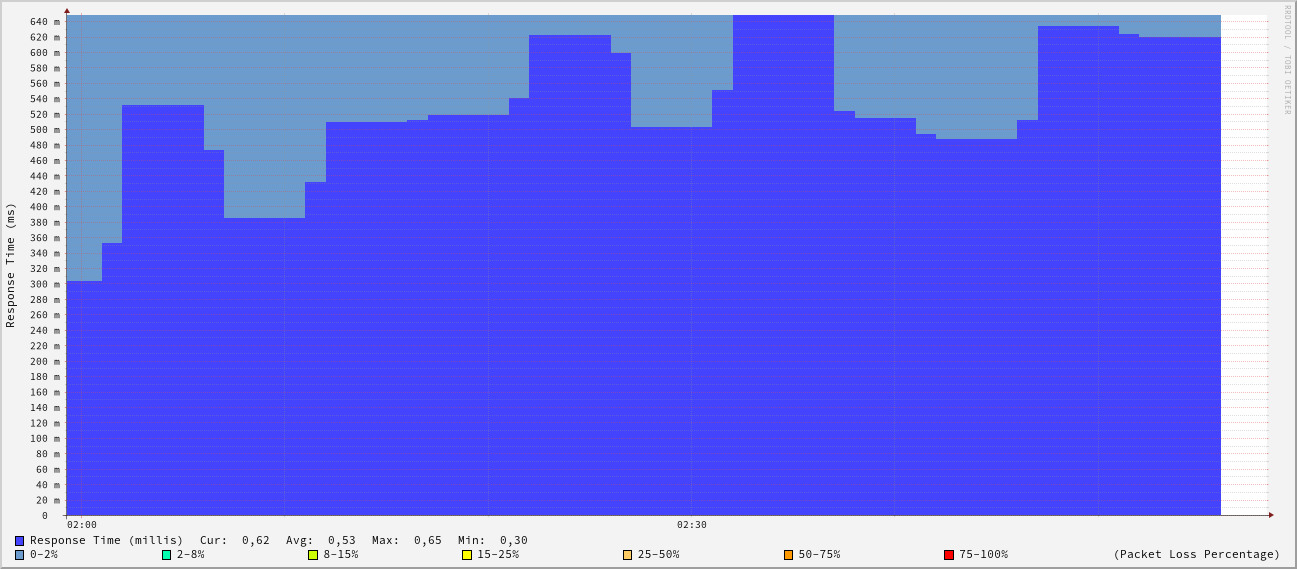 RRDTOOL / TOBI OETIKER
Response Time (ms)
640 m
620 m
600 m
580 m
560 m
540 m
520 m
500 m
480 m
460 m
440 m
420 m
400 m
380 m
360 m
340 m
320 m
300 m
280 m
260 m
240 m
220 m
200 m
180 m
160 m
140 m
120 m
100 m
80 m
60 m
40 m
20 m
0
02:00 02:30
Response Time (millis) Cur: 0,62 Avg: 0,53 Max: 0,65 Min: 0,30
0-2% 2-8% 8-15% 15-25% 25-50% 50-75% 75-100% (Packet Loss Percentage)